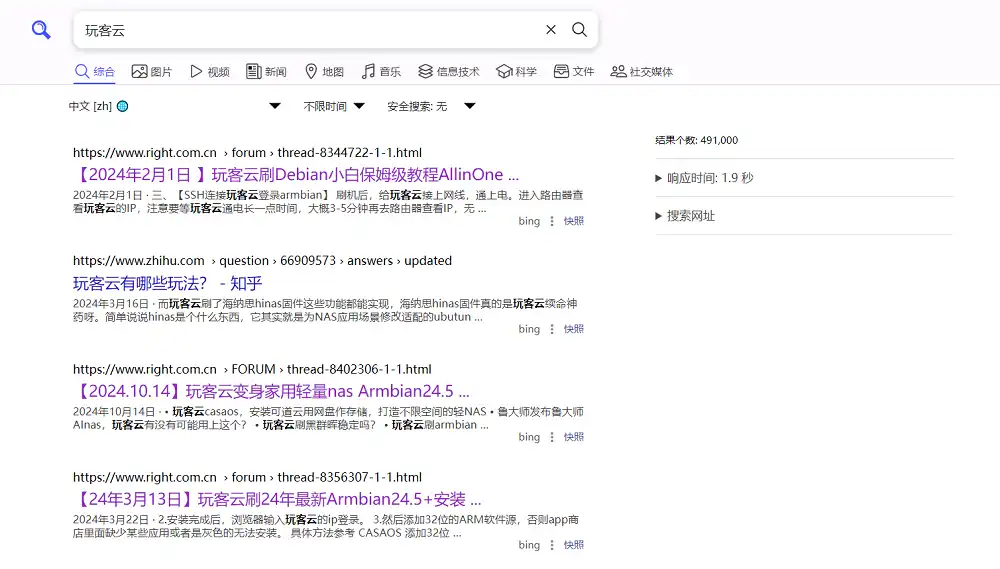 玩客云
综合 图片 视频 新闻 地图 音乐 信息技术 科学 文件 社交媒体
中文 [zh] 不限时间 安全搜索: 无
https://www.right.com.cn › forum › thread-8344722-1-1.html
【2024年2月1日 】玩客云刷Debian小白保姆级教程AllinOne ...
2024年2月1日 · 三、【SSH连接玩客云登录armbian】 刷机后，给玩客云接上网线，通上电。进入路由器查
看玩客云的IP，注意要等玩客云通电长一点时间，大概3-5分钟再去路由器查看IP，无 ...
bing 快照
https://www.zhihu.com › question › 66909573 › answers › updated
玩客云有哪些玩法？ - 知乎
2024年3月16日 · 而玩客云刷了海纳思hinas固件这些功能都能实现，海纳思hinas固件真的是玩客云续命神
药呀。简单说说hinas是个什么东西，它其实就是为NAS应用场景修改适配的ubutun ...
bing 快照
https://www.right.com.cn › FORUM › thread-8402306-1-1.html
【2024.10.14】玩客云变身家用轻量nas Armbian24.5 ...
2024年10月14日 · • 玩客云casaos，安装可道云用网盘作存储，打造不限空间的轻NAS • 鲁大师发布鲁大师
AInas，玩客云有没有可能用上这个？ • 玩客云刷黑群晖稳定吗？ • 玩客云刷armbian ...
bing 快照
https://www.right.com.cn › forum › thread-8356307-1-1.html
【24年3月13日】玩客云刷24年最新Armbian24.5+安装 ...
2024年3月22日 · 2.安装完成后，浏览器输入玩客云的ip登录。 3.然后添加32位的ARM软件源，否则app商
店里面缺少某些应用或者是灰色的无法安装。 具体方法参考 CASAOS 添加32位 ...
bing 快照
结果个数: 491,000
响应时间: 1.9 秒
搜索网址